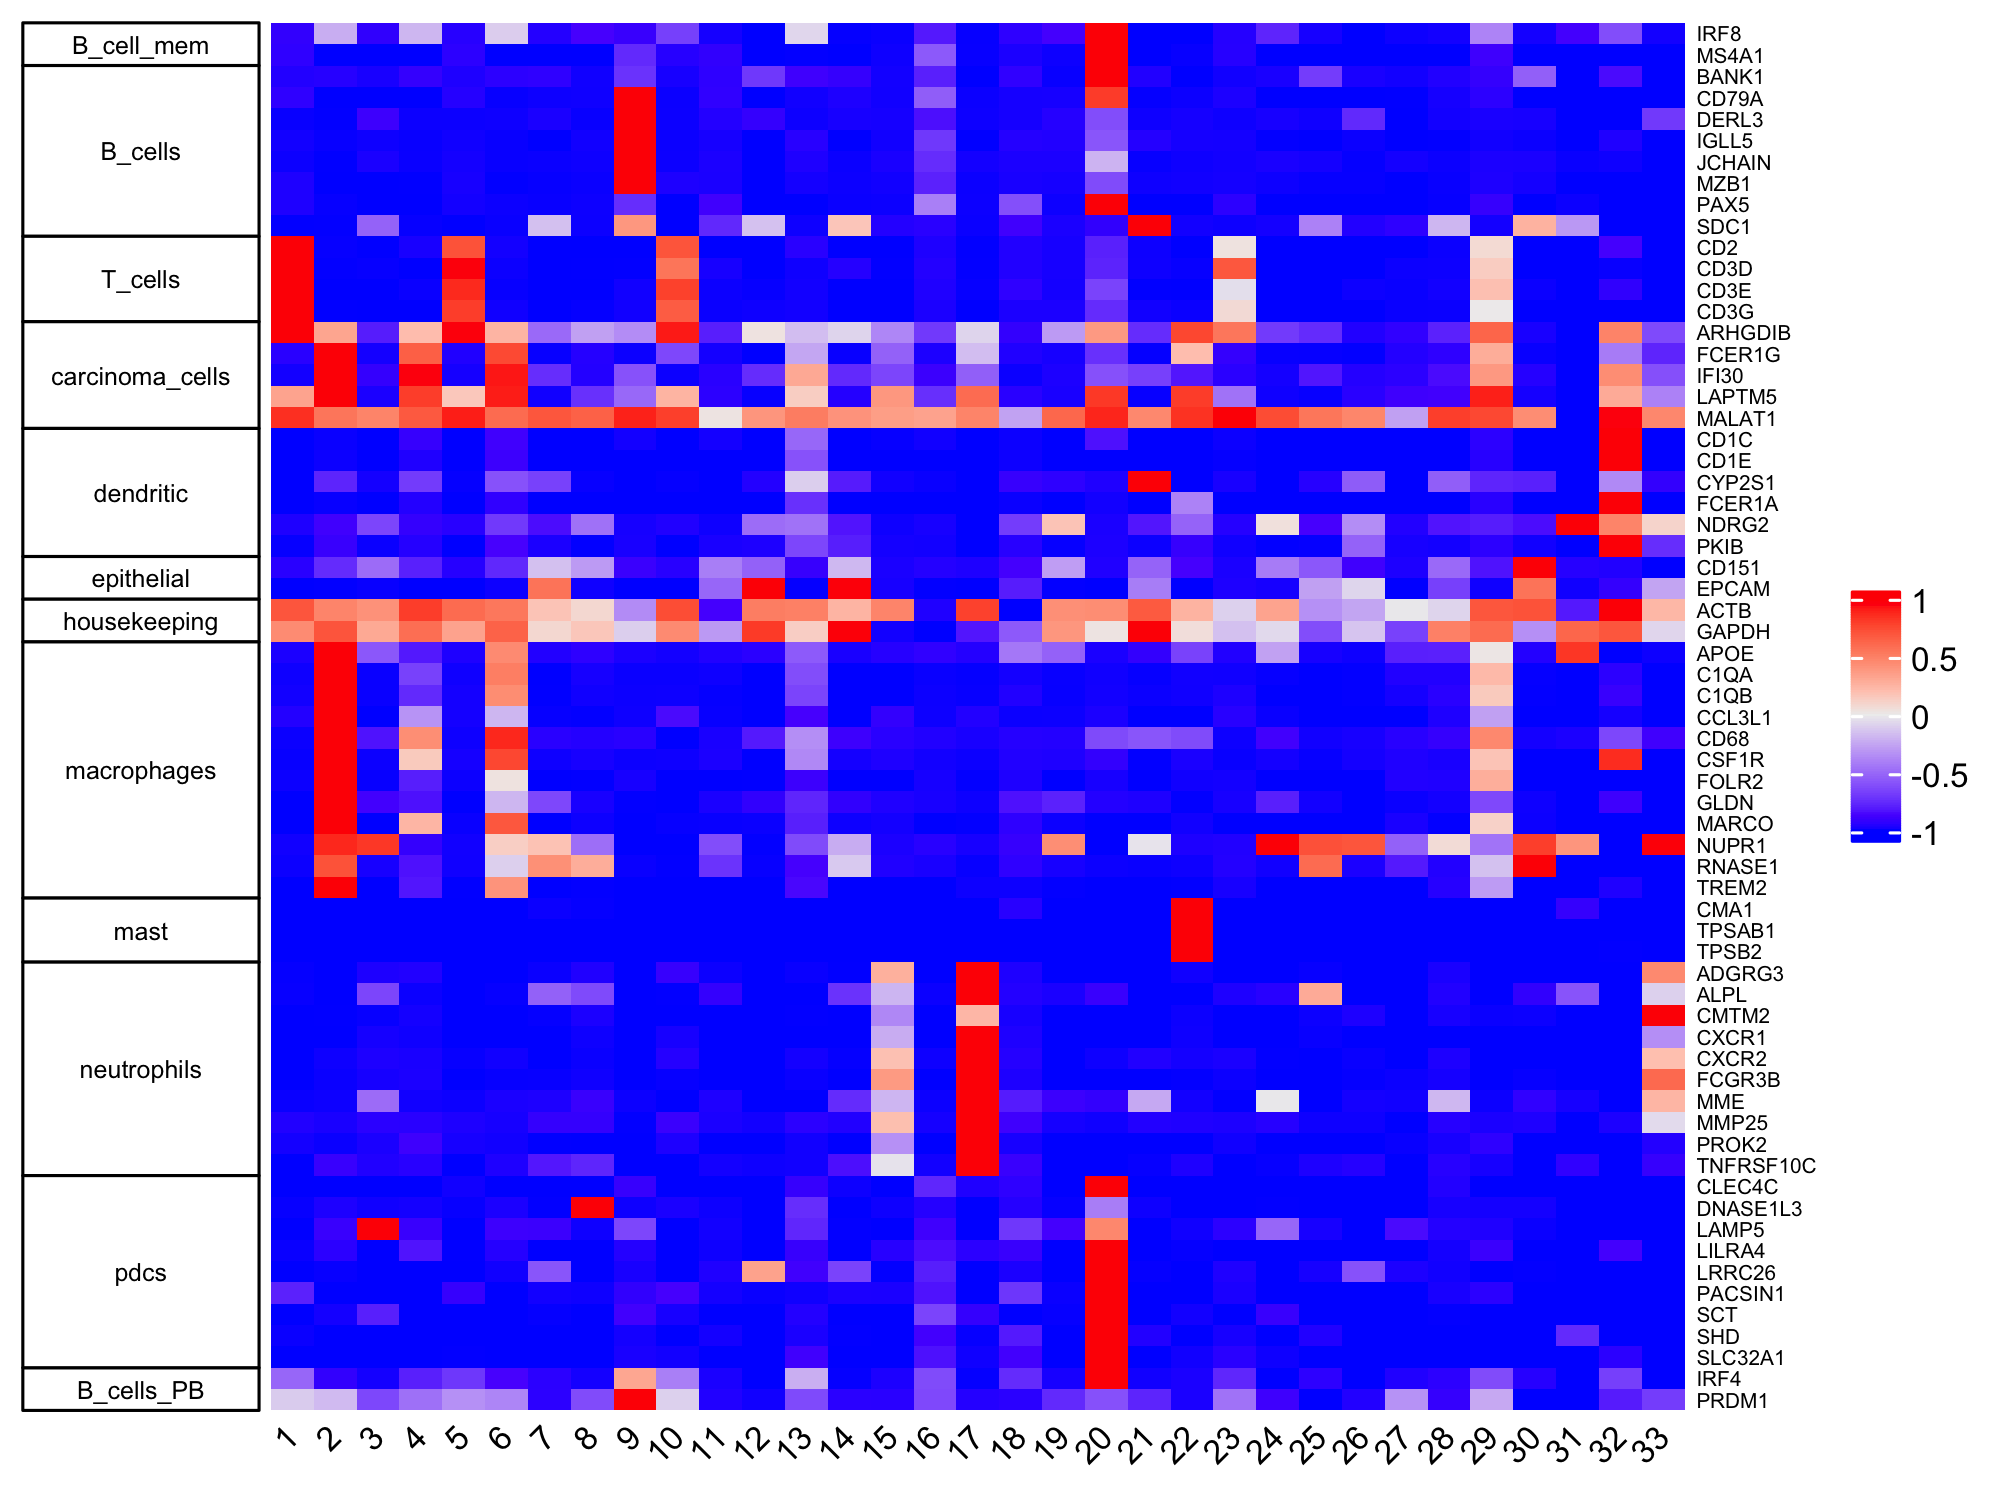 B_cell_mem
B_cells
T_cells
carcinoma_cells
dendritic
epithelial
housekeeping
macrophages
mast
neutrophils
pdcs
B_cells_PB
IRF8
MS4A1
BANK1
CD79A
DERL3
IGLL5
JCHAIN
MZB1
PAX5
SDC1
CD2
CD3D
CD3E
CD3G
ARHGDIB
FCER1G
IFI30
LAPTM5
MALAT1
CD1C
CD1E
CYP2S1
FCER1A
NDRG2
PKIB
CD151
EPCAM
ACTB
GAPDH
APOE
C1QA
C1QB
CCL3L1
CD68
CSF1R
FOLR2
GLDN
MARCO
NUPR1
RNASE1
TREM2
CMA1
TPSAB1
TPSB2
ADGRG3
ALPL
CMTM2
CXCR1
CXCR2
FCGR3B
MME
MMP25
PROK2
TNFRSF10C
CLEC4C
DNASE1L3
LAMP5
LILRA4
LRRC26
PACSIN1
SCT
SHD
SLC32A1
IRF4
PRDM1
1
0.5
0
-0.5
-1
1 2 3 4 5 6 7 8 9 10 11 12 13 14 15 16 17 18 19 20 21 22 23 24 25 26 27 28 29 30 31 32 33